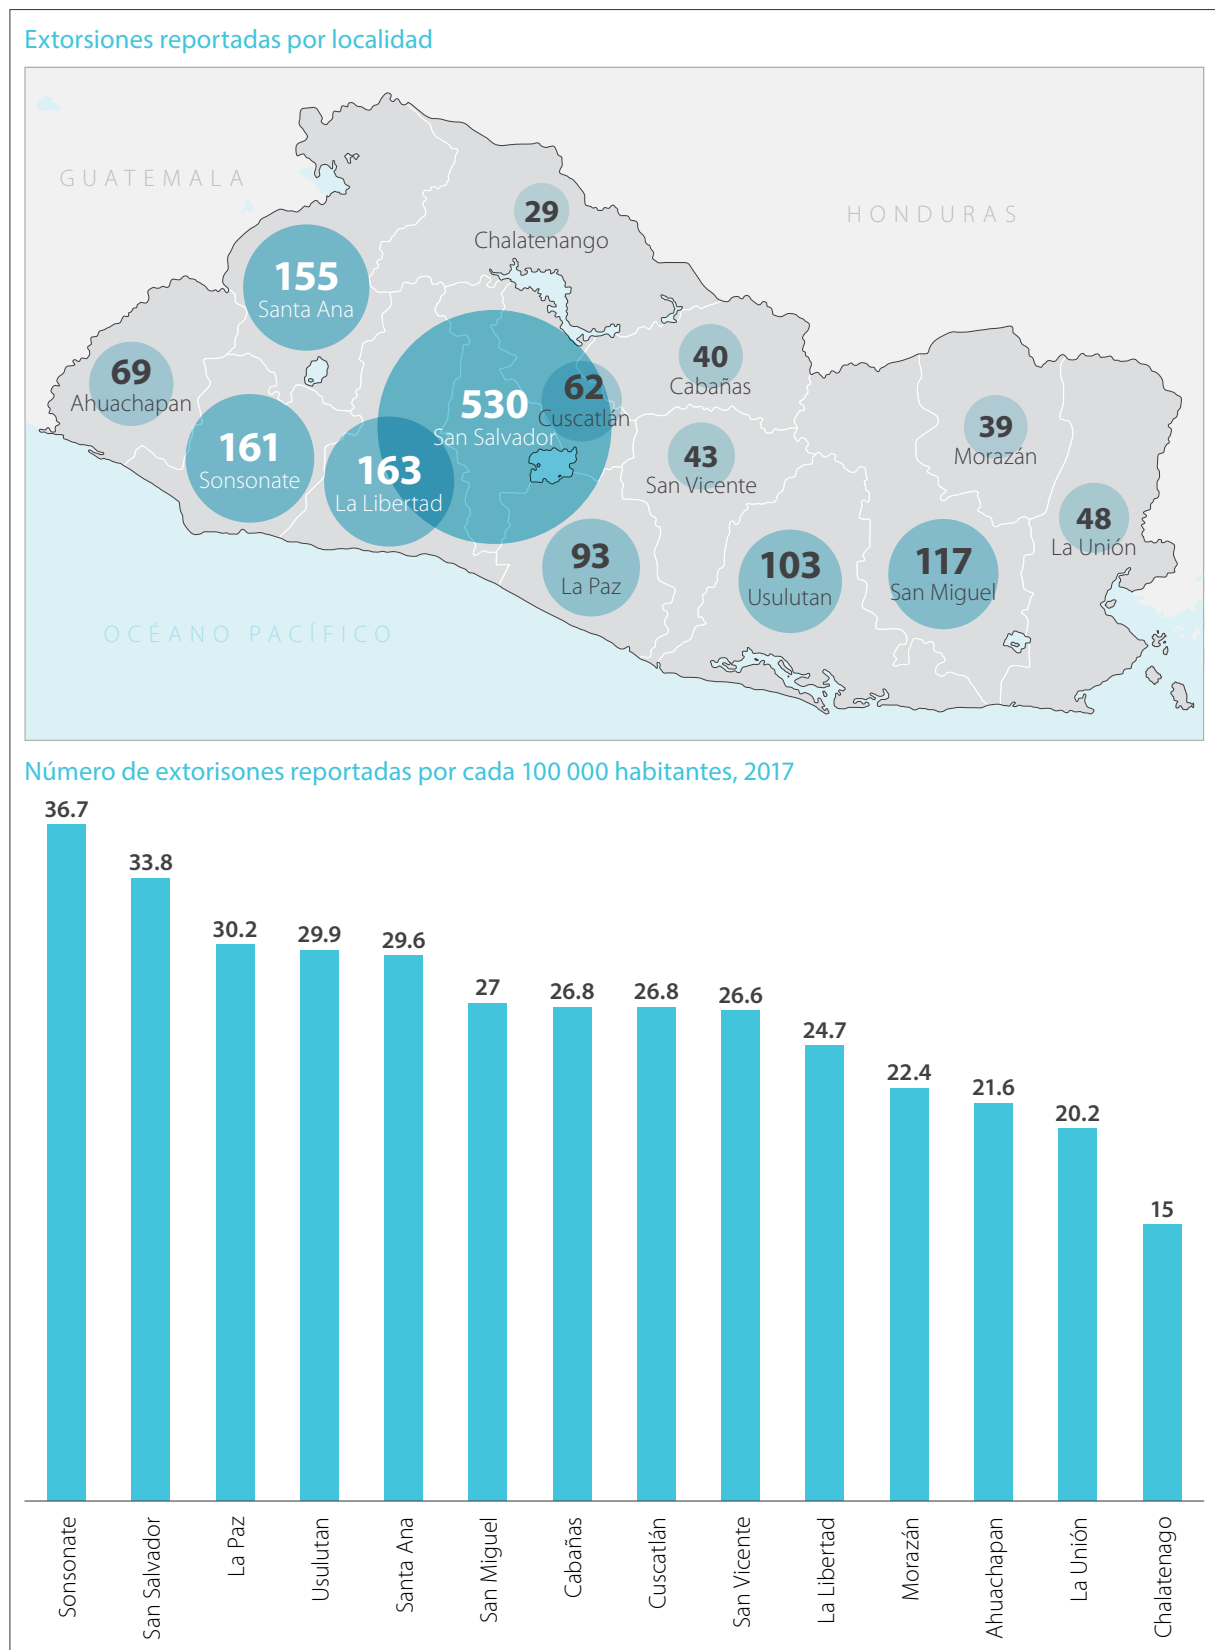 Extorsiones reportadas por localidad
GUATEMALA
HONDURAS
29
Chalatenango
155
Santa Ana
69
Ahuachapan
40
Cabañas
62
Cuscatlán
530
San Salvador
39
Morazán
161
Sonsonate
163
La Libertad
43
San Vicente
48
La Unión
93
La Paz
103
Usulutan
117
San Miguel
OCÉANO PACÍFICO
Número de extorisones reportadas por cada 100 000 habitantes, 2017
36.7
33.8
30.2
29.9
29.6
27
26.8
26.8
26.6
24.7
22.4
21.6
20.2
15
Sonsonate
San Salvador
La Paz
Usulutan
Santa Ana
San Miguel
Cabañas
Cuscatlán
San Vicente
La Libertad
Morazán
Ahuachapan
La Unión
Chalatenago